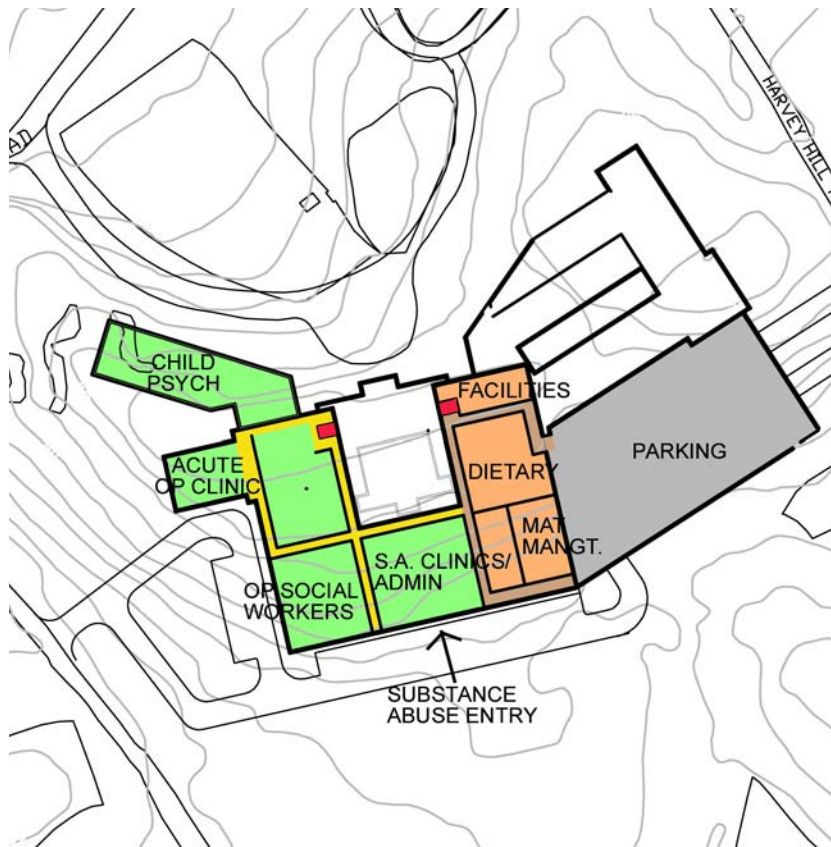 HARVEY HILL
CHILD
PSYCH
FACILITIES
ACUTE
OP CLINIC
DIETARY
PARKING
MAT
MANGT.
S.A. CLINICS/
ADMIN
OP SOCIAL
WORKERS
SUBSTANCE
ABUSE ENTRY